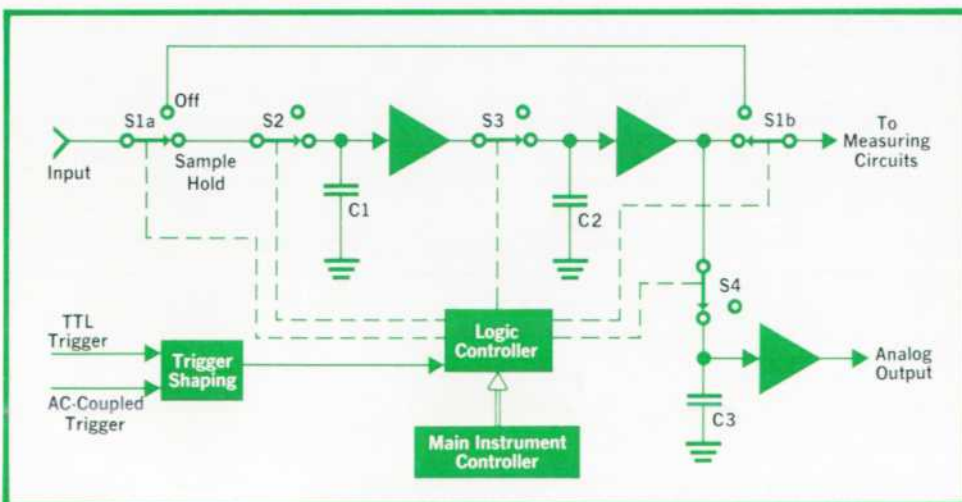 Off
S1a
S2
S3
S1b
Input
Sample
Hold
To
Measuring
Circuits
C1
C2
S4
TTL
Trigger
Trigger
Shaping
Logic
Controller
Analog
Output
AC-Coupled
Trigger
C3
Main Instrument
Controller